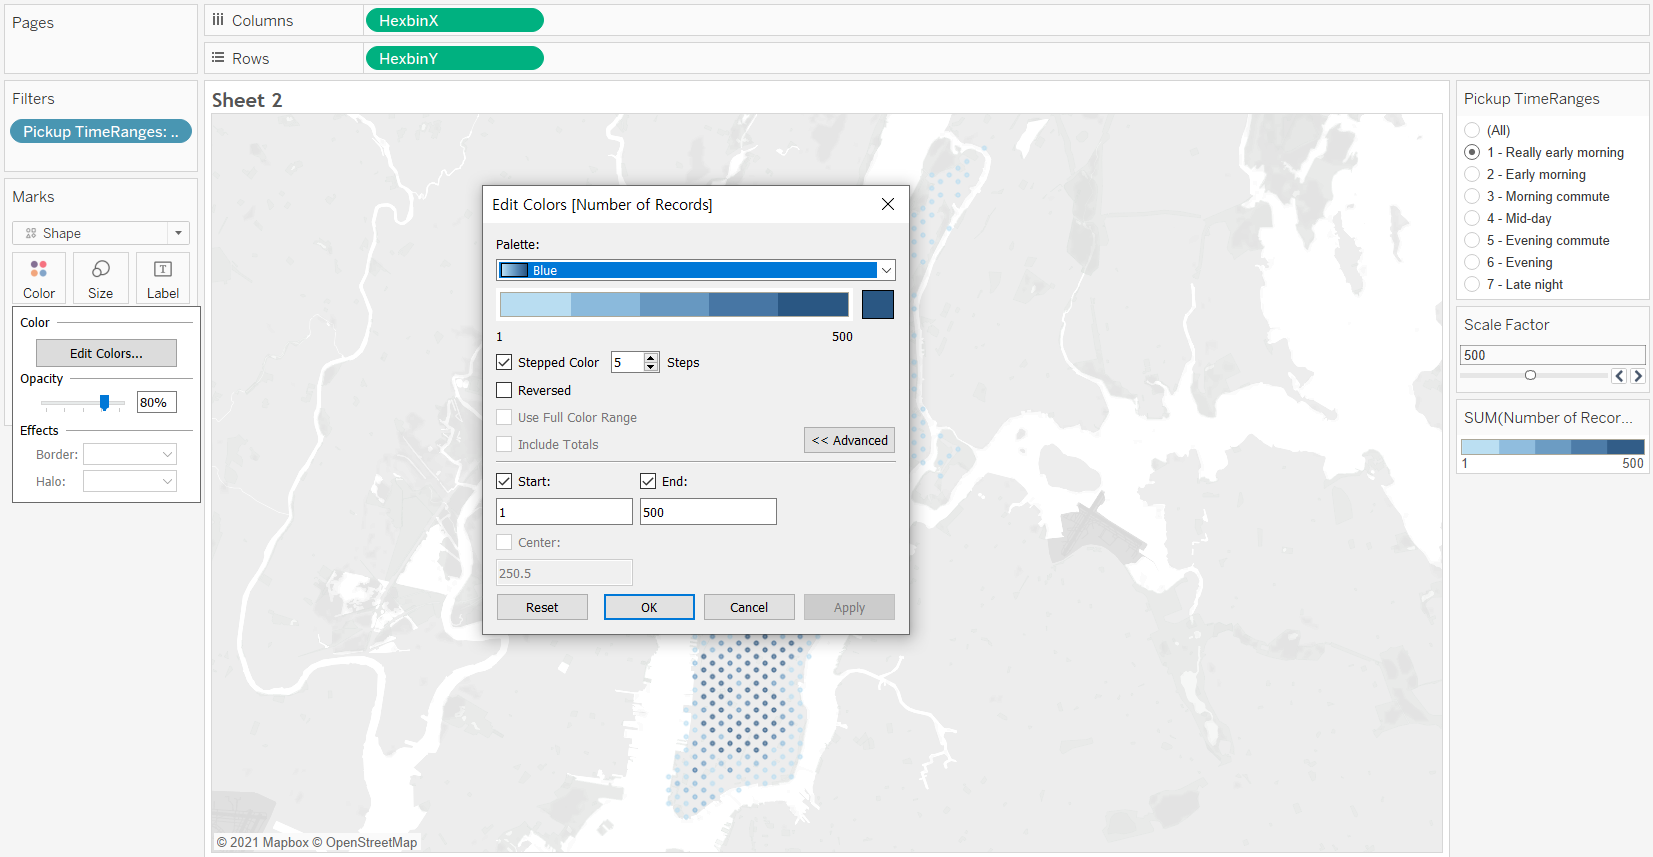 Pages
Columns
HexbinX
Rows
HexbinY
Filters
Pickup TimeRanges: ..
Marks
Shape
Color
Size
Label
Color
Edit Colors...
Opacity
80%
Effects
Border:
Halo:
Sheet 2
Edit Colors [Number of Records]
Palette:
Blue
1
500
Stepped Color
5
Steps
Reversed
Use Full Color Range
Include Totals
<< Advanced
Start:
End:
1
500
Center:
250.5
Reset
OK
Cancel
Apply
© 2021 Mapbox © OpenStreetMap
Pickup TimeRanges
(All)
1 - Really early morning
2 - Early morning
3 - Morning commute
4 - Mid-day
5 - Evening commute
6 - Evening
7 - Late night
Scale Factor
500
SUM(Number of Recor...
1
500